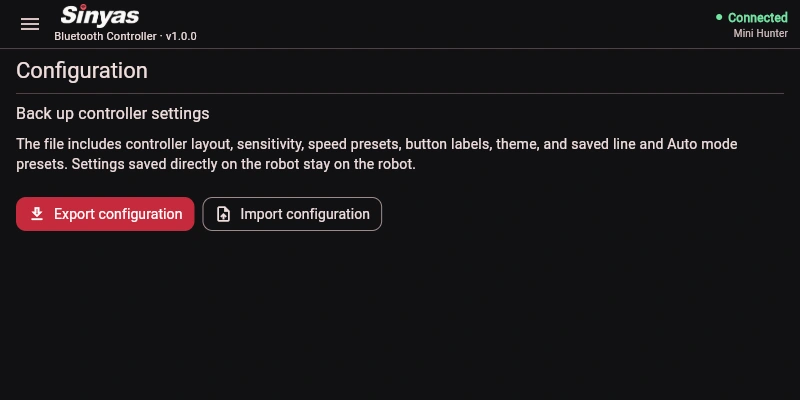 Sinyas
Bluetooth Controller · v1.0.0
Connected
Mini Hunter
Configuration
Back up controller settings
The file includes controller layout, sensitivity, speed presets, button labels, theme, and saved line and Auto mode
presets. Settings saved directly on the robot stay on the robot.
Export configuration
Import configuration